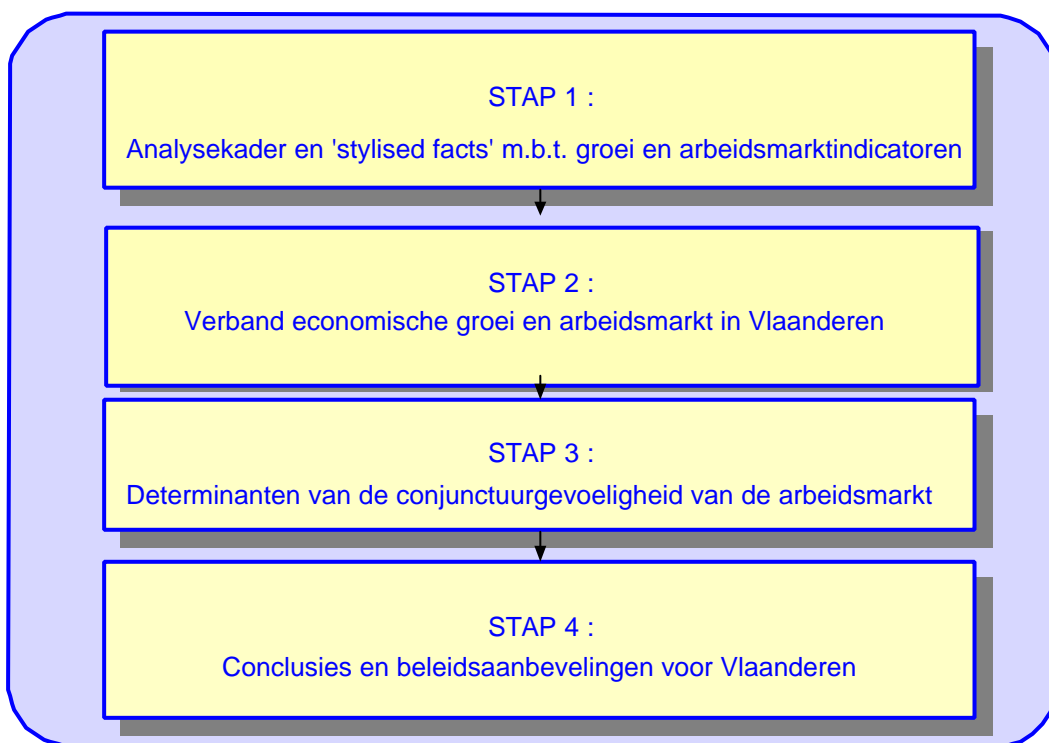 STAP 1 :
Analysekader en 'stylised facts' m.b.t. groei en arbeidsmarktindicatoren
STAP 2 :
Verband economische groei en arbeidsmarkt in Vlaanderen
STAP 3 :
Determinanten van de conjunctuurgevoeligheid van de arbeidsmarkt
STAP 4 :
Conclusies en beleidsaanbevelingen voor Vlaanderen